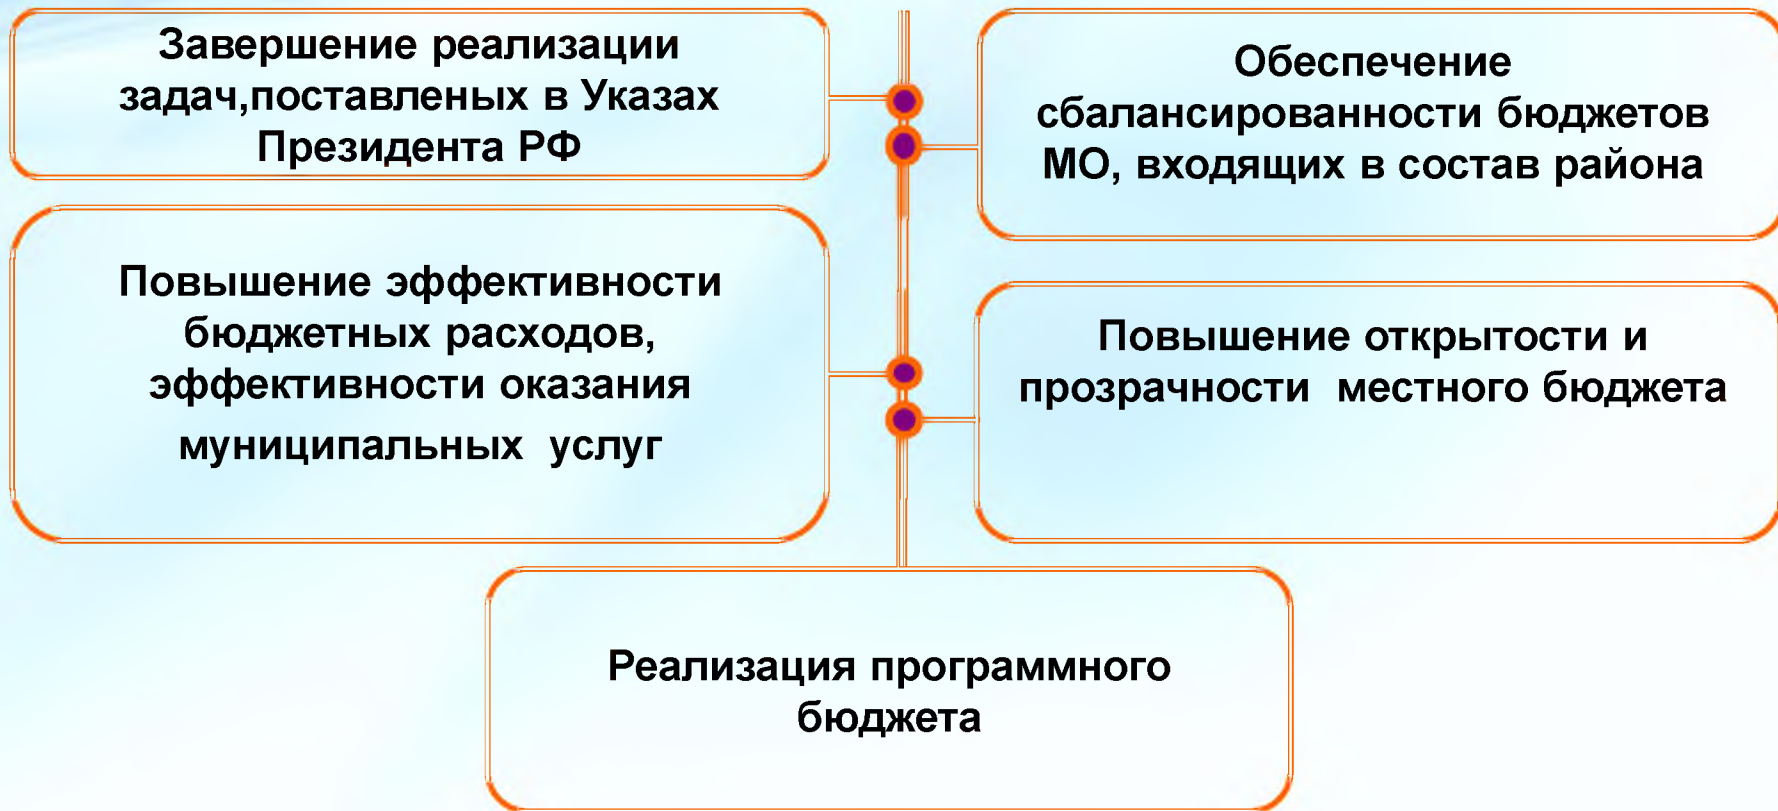 Завершение реализации
задач,поставленых в Указах
Президента РФ
Обеспечение
сбалансированности бюджетов
МО, входящих в состав района
Повышение эффективности
бюджетных расходов,
эффективности оказания
муниципальных услуг
Повышение открытости и
прозрачности местного бюджета
Реализация программного
бюджета